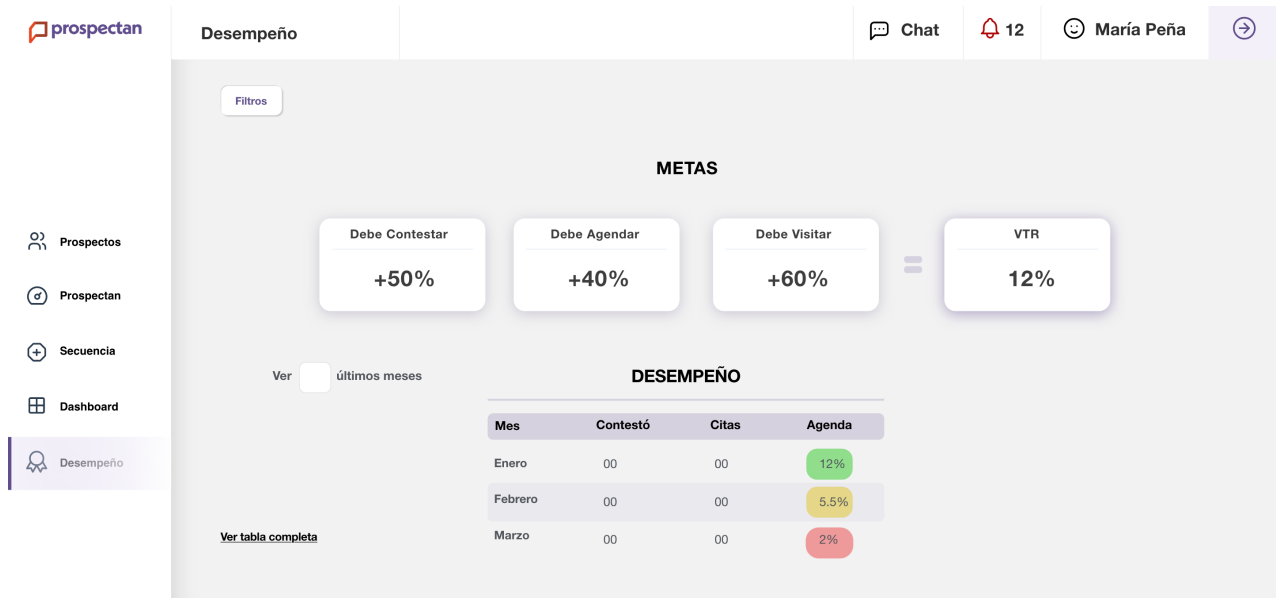 prospectan
Desempeño
Chat
12
María Peña
Filtros
METAS
Debe Contestar
+50%
Debe Agendar
+40%
Debe Visitar
+60%
=
VTR
12%
Prospectos
Prospectan
Secuencia
Dashboard
Desempeño
Ver últimos meses
DESEMPEÑO
Mes Contestó Citas Agenda
Enero 00 00 12%
Febrero 00 00 5.5%
Marzo 00 00 2%
Ver tabla completa